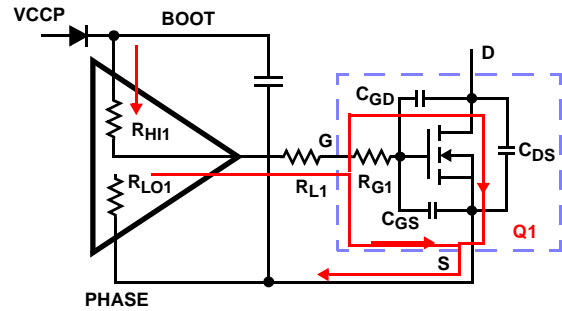 VCCP
BOOT
D
CGD
RHI1
G
CDS
RLO1
RL1
RG1
CGS
Q1
S
PHASE